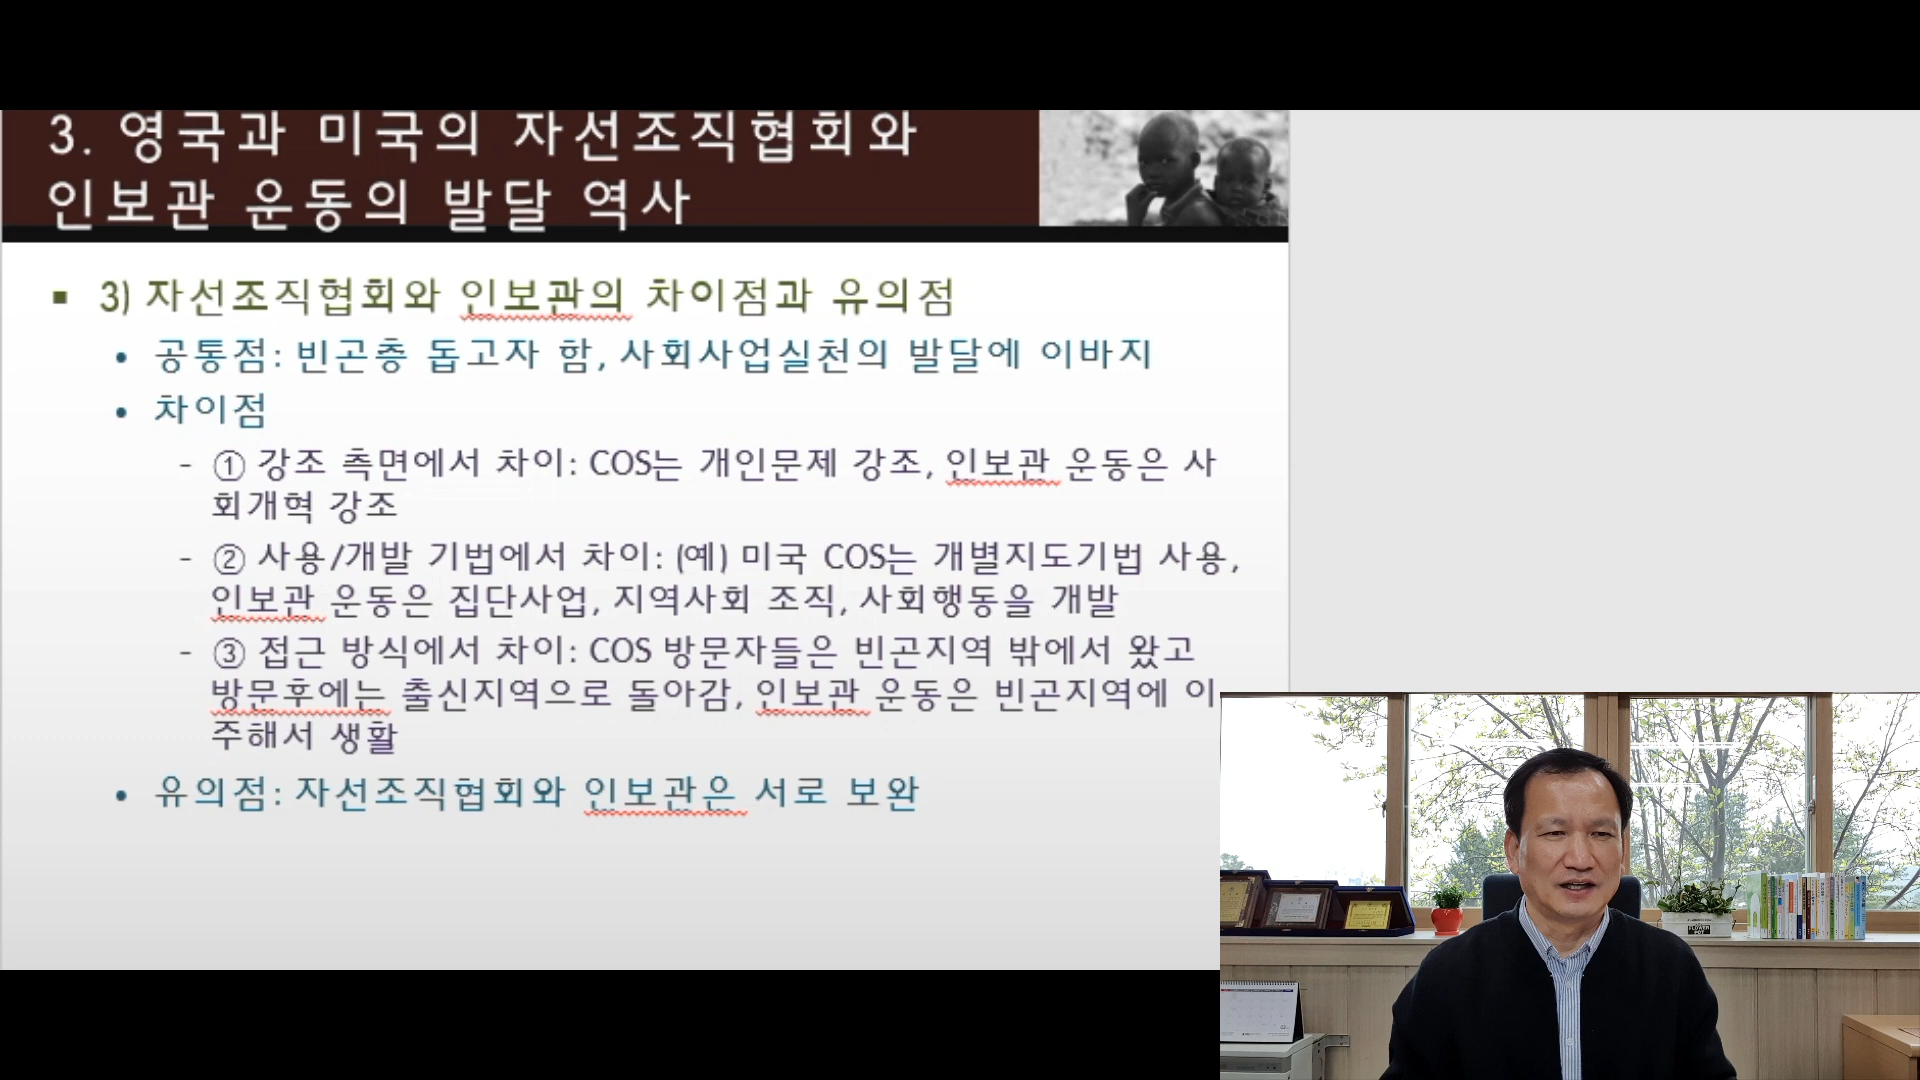 3. 영국과 미국의 자선조직협회와
인보관 운동의 발달 역사
▪ 3) 자선조직협회와 인보관의 차이점과 유의점
• 공통점: 빈곤층 돕고자 함, 사회사업실천의 발달에 이바지
• 차이점
- ① 강조 측면에서 차이: COS는 개인문제 강조, 인보관 운동은 사
회개혁 강조
- ② 사용/개발 기법에서 차이: (예) 미국 COS는 개별지도기법 사용,
인보관 운동은 집단사업, 지역사회 조직, 사회행동을 개발
- ③ 접근 방식에서 차이: COS 방문자들은 빈곤지역 밖에서 왔고
방문후에는 출신지역으로 돌아감, 인보관 운동은 빈곤지역에 이
주해서 생활
• 유의점: 자선조직협회와 인보관은 서로 보완